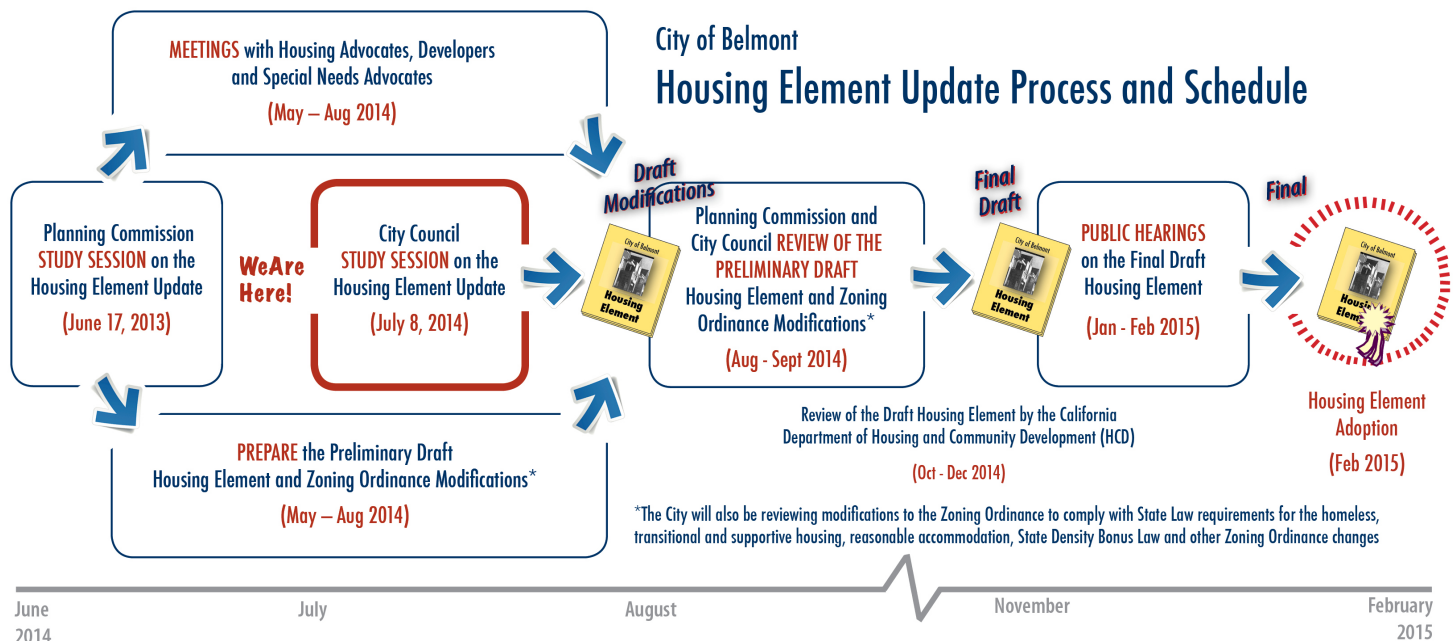 City of Belmont
Housing Element Update Process and Schedule
MEETINGS with Housing Advocates, Developers
and Special Needs Advocates
(May – Aug 2014)
Planning Commission
STUDY SESSION on the
Housing Element Update
(June 17, 2013)
WeAre
Here!
City Council
STUDY SESSION on the
Housing Element Update
(July 8, 2014)
PREPARE the Preliminary Draft
Housing Element and Zoning Ordinance Modifications*
(May – Aug 2014)
Draft
Modifications
City of Belmont
Housing
Element
Planning Commission and
City Council REVIEW OF THE
PRELIMINARY DRAFT
Housing Element and Zoning
Ordinance Modifications*
(Aug - Sept 2014)
Final
Draft
City of Belmont
Housing
Element
PUBLIC HEARINGS
on the Final Draft
Housing Element
(Jan - Feb 2015)
Final
City of Belmont
Housing Element Adoption
(Feb 2015)
Review of the Draft Housing Element by the California
Department of Housing and Community Development (HCD)
(Oct - Dec 2014)
*The City will also be reviewing modifications to the Zoning Ordinance to comply with State Law requirements for the homeless,
transitional and supportive housing, reasonable accommodation, State Density Bonus Law and other Zoning Ordinance changes
June
2014
July
August
November
February
2015